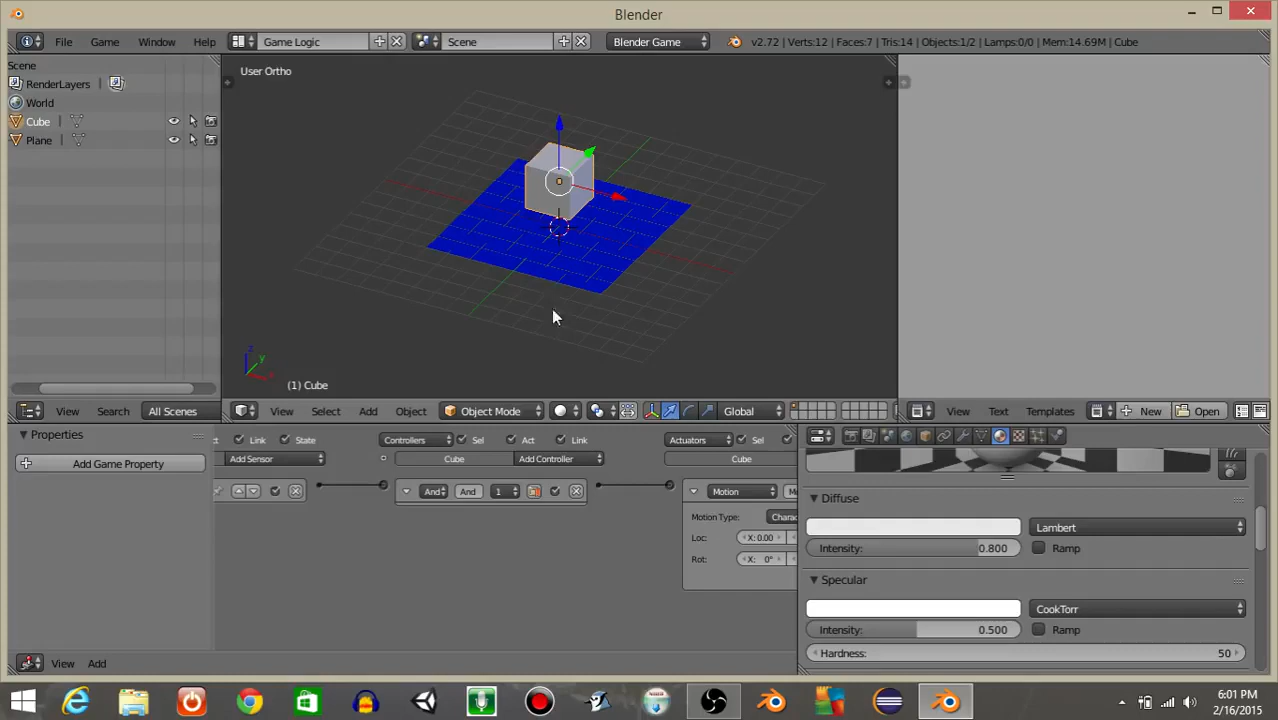 Blender
File Game Window Help Game Logic Scene Blender Game v2.72 | Verts:12 | Faces:7 | Tris:14 | Objects:1/2 | Lamps:0/0 | Mem:14.69M | Cube
Scene
RenderLayers
World
Cube
Plane
User Ortho
(1) Cube
View Search All Scenes
View Select Add Object Object Mode Global
View Text Templates New Open
Properties
Add Game Property
Link State Controllers Sel Act Link Actuators Sel
Add Sensor Cube Add Controller Cube
And And 1 Motion
Motion Type: Charac
Loc: X: 0.00
Rot: X: 0°
View Add
Diffuse
Lambert
Intensity: 0.800 Ramp
Specular
CookTorr
Intensity: 0.500 Ramp
Hardness: 50
6:01 PM
2/16/2015